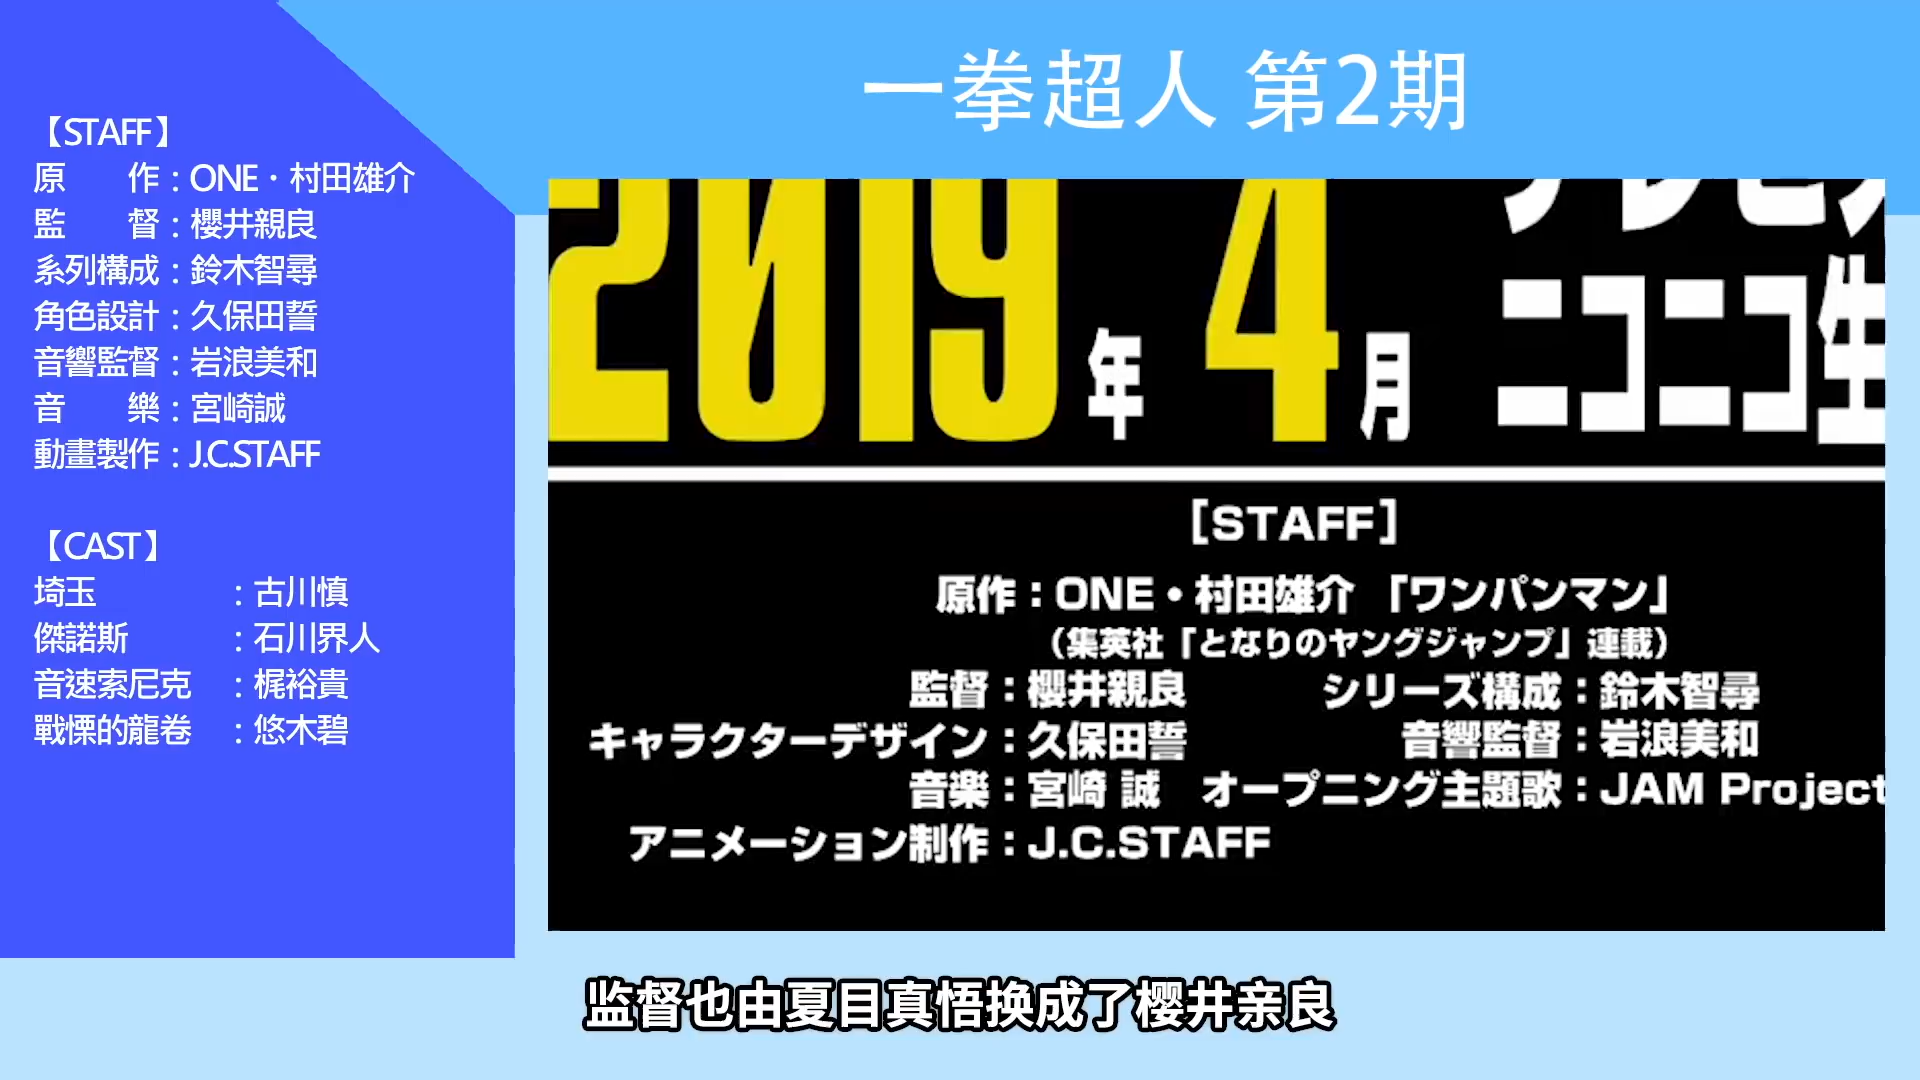 一拳超人 第2期
【STAFF】
原　　作：ONE・村田雄介
監　　督：櫻井親良
系列構成：鈴木智尋
角色設計：久保田誓
音響監督：岩浪美和
音　　樂：宮崎誠
動畫製作：J.C.STAFF
【CAST】
埼玉　　　　：古川慎
傑諾斯　　　：石川界人
音速索尼克　：梶裕貴
戰慄的龍卷　：悠木碧
2019年 4月
ニコニコ生
［STAFF］
原作：ONE・村田雄介 「ワンパンマン」
（集英社「となりのヤングジャンプ」連載）
監督：櫻井親良　シリーズ構成：鈴木智尋
キャラクターデザイン：久保田誓　音響監督：岩浪美和
音楽：宮崎 誠　オープニング主題歌：JAM Project
アニメーション制作：J.C.STAFF
监督也由夏目真悟换成了樱井亲良